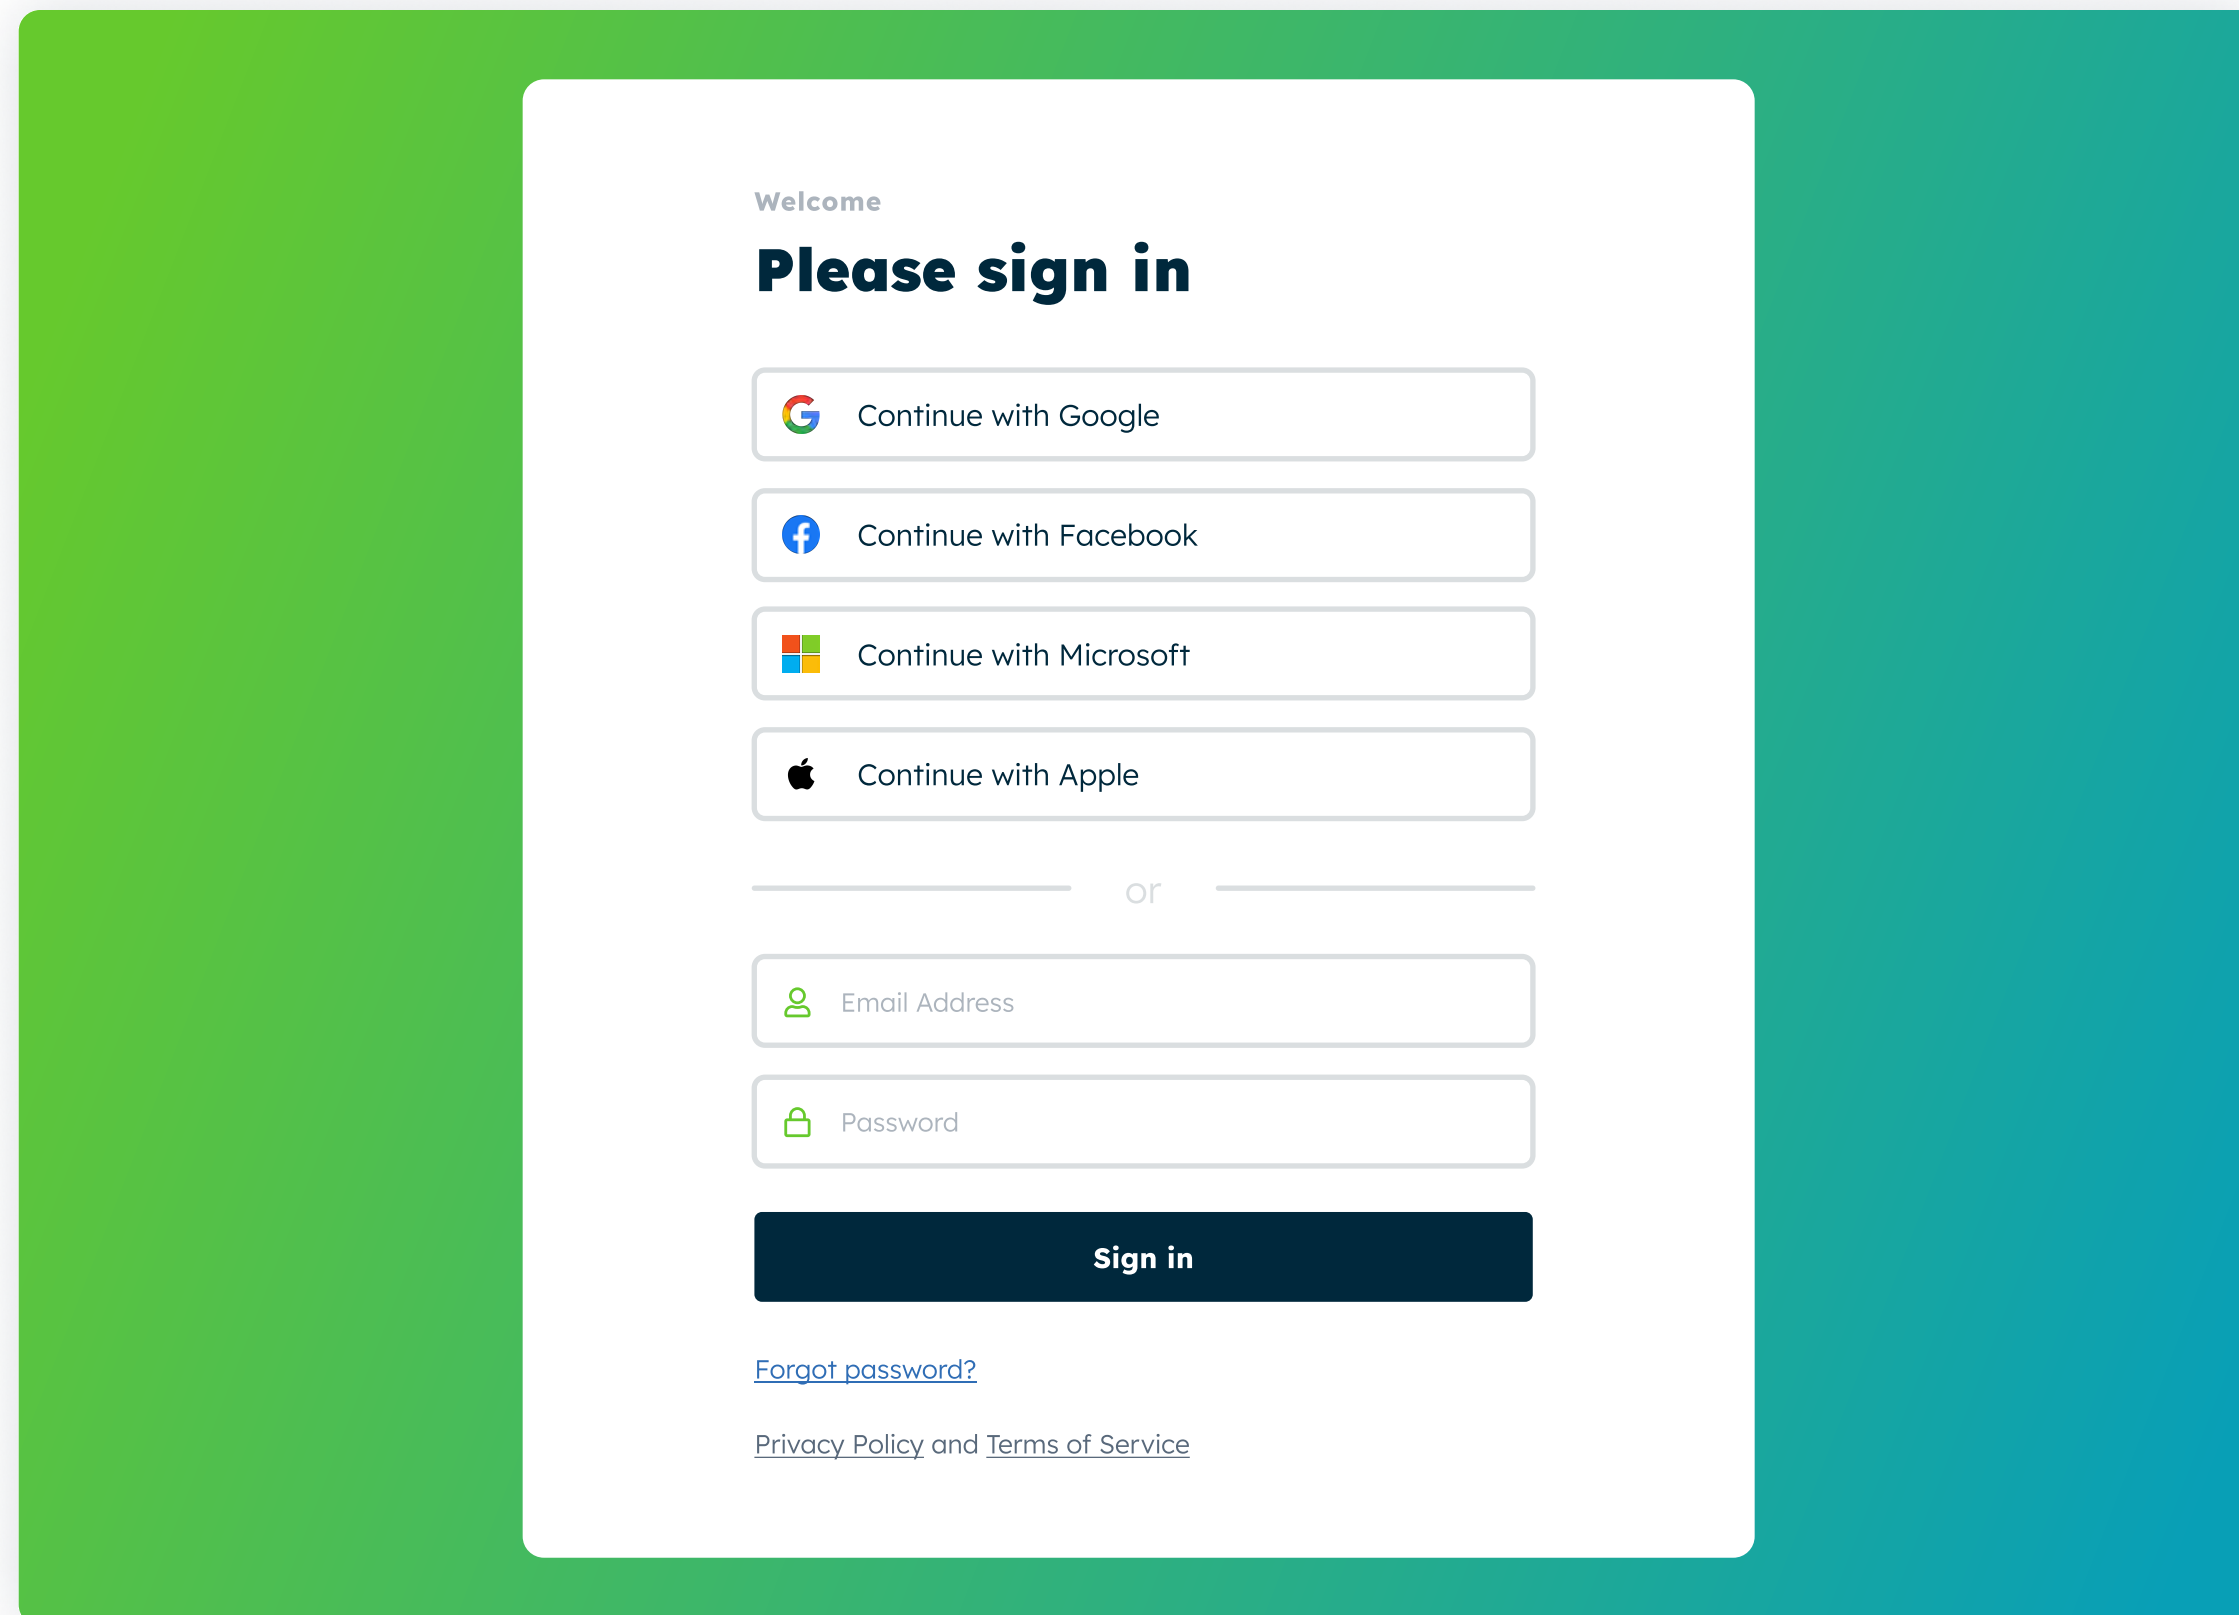 Welcome
Please sign in
Continue with Google
Continue with Facebook
Continue with Microsoft
Continue with Apple
or
Email Address
Password
Sign in
Forgot password?
Privacy Policy and Terms of Service